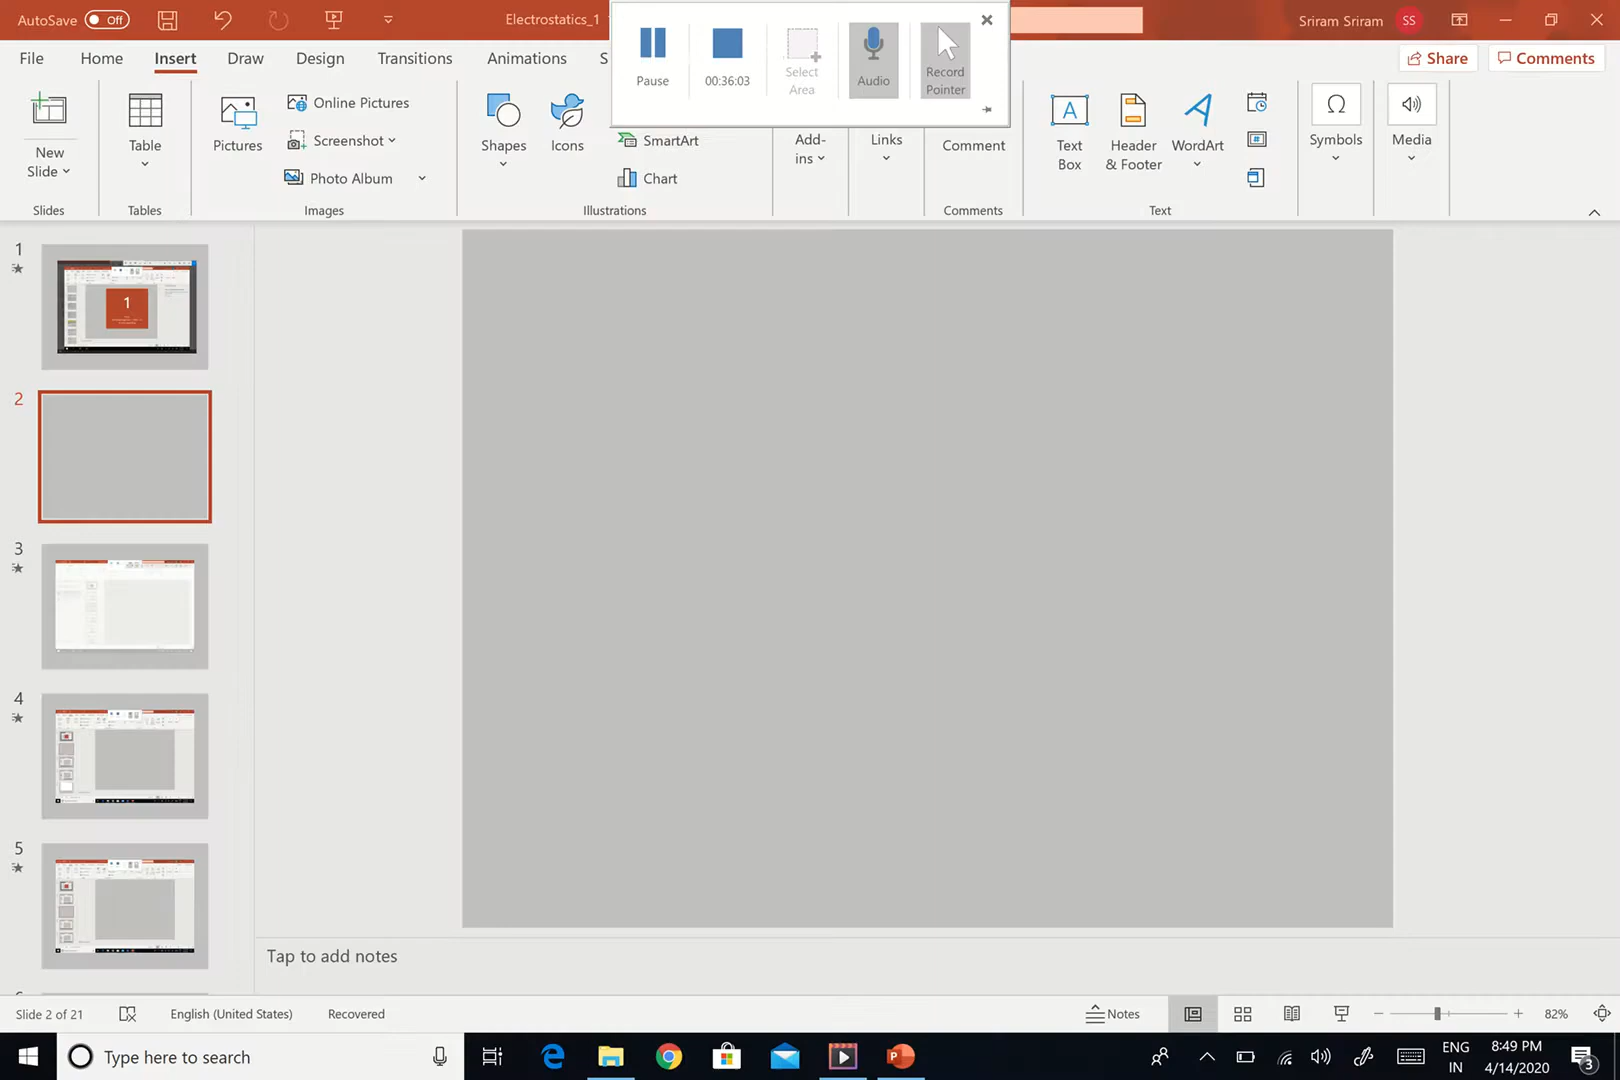 AutoSave Off
Electrostatics_1
Sriram Sriram SS
File Home Insert Draw Design Transitions Animations S
Share Comments
Pause
00:36:03
Select
Area
Audio
Record
Pointer
New
Slide
Slides
Table
Tables
Pictures
Online Pictures
Screenshot
Photo Album
Images
Shapes
Icons
SmartArt
Chart
Illustrations
Add-
ins
Links
Comment
Comments
Text
Box
Header
& Footer
WordArt
Text
Symbols
Media
1
1
2
3
4
5
Tap to add notes
Slide 2 of 21
English (United States)
Recovered
Notes
82%
Type here to search
ENG
IN
8:49 PM
4/14/2020
3